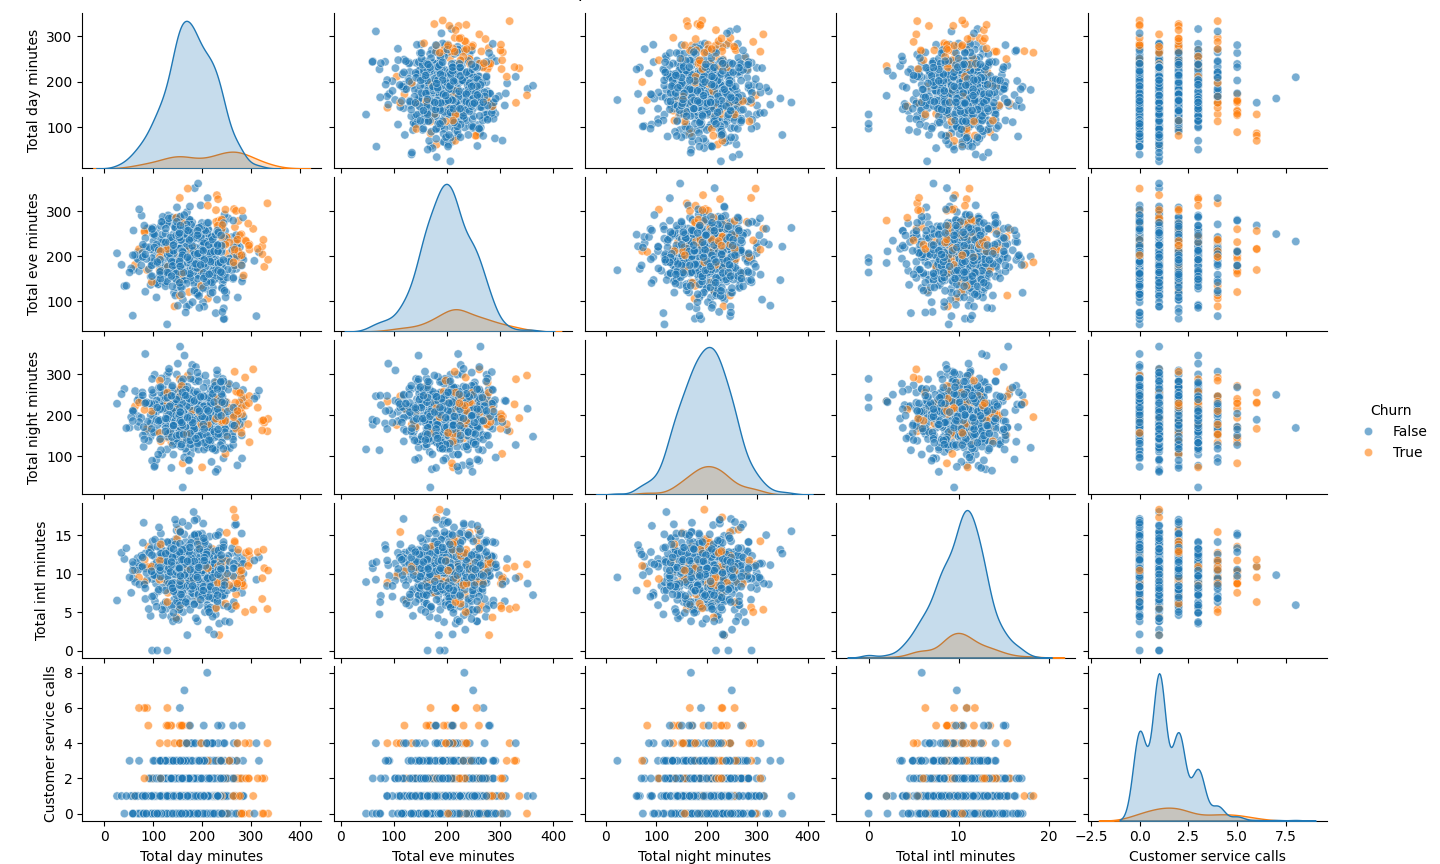 Total day minutes
300
200
100
Total eve minutes
300
200
100
Total night minutes
300
200
100
Total intl minutes
15
10
5
0
Customer service calls
8
6
4
2
0
0 100 200 300 400
0 100 200 300 400
0 100 200 300 400
0 10 20
−2.5 0.0 2.5 5.0 7.5
Total day minutes
Total eve minutes
Total night minutes
Total intl minutes
Customer service calls
Churn
False
True